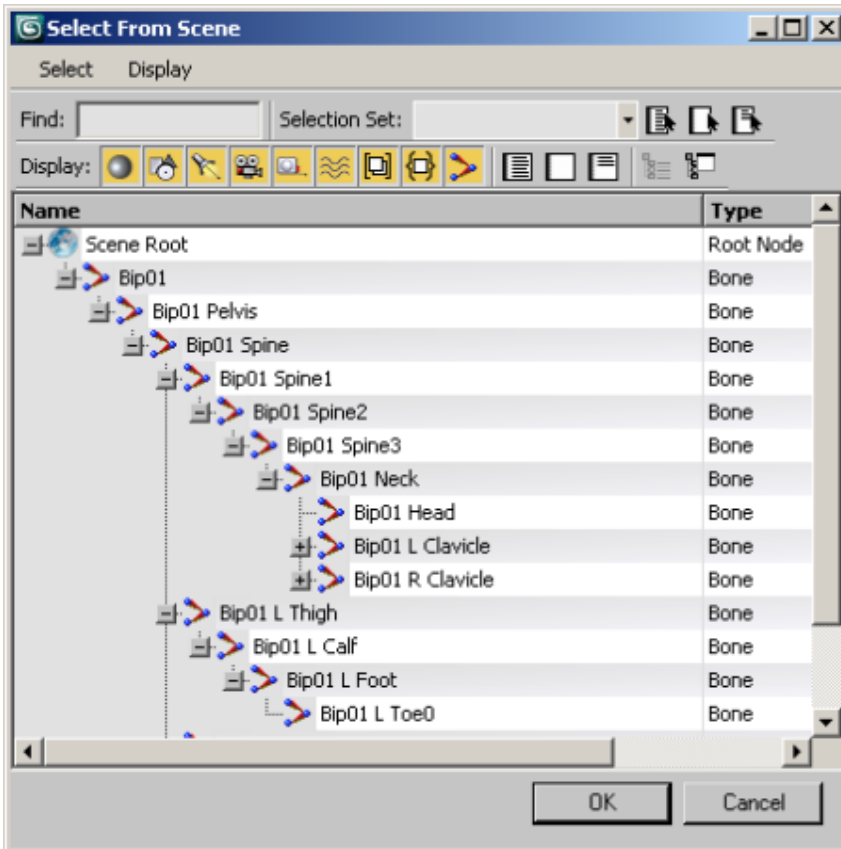 Select From Scene
Select Display
Find: Selection Set:
Display:
Name Type
Scene Root Root Node
Bip01 Bone
Bip01 Pelvis Bone
Bip01 Spine Bone
Bip01 Spine1 Bone
Bip01 Spine2 Bone
Bip01 Spine3 Bone
Bip01 Neck Bone
Bip01 Head Bone
Bip01 L Clavicle Bone
Bip01 R Clavicle Bone
Bip01 L Thigh Bone
Bip01 L Calf Bone
Bip01 L Foot Bone
Bip01 L Toe0 Bone
OK Cancel